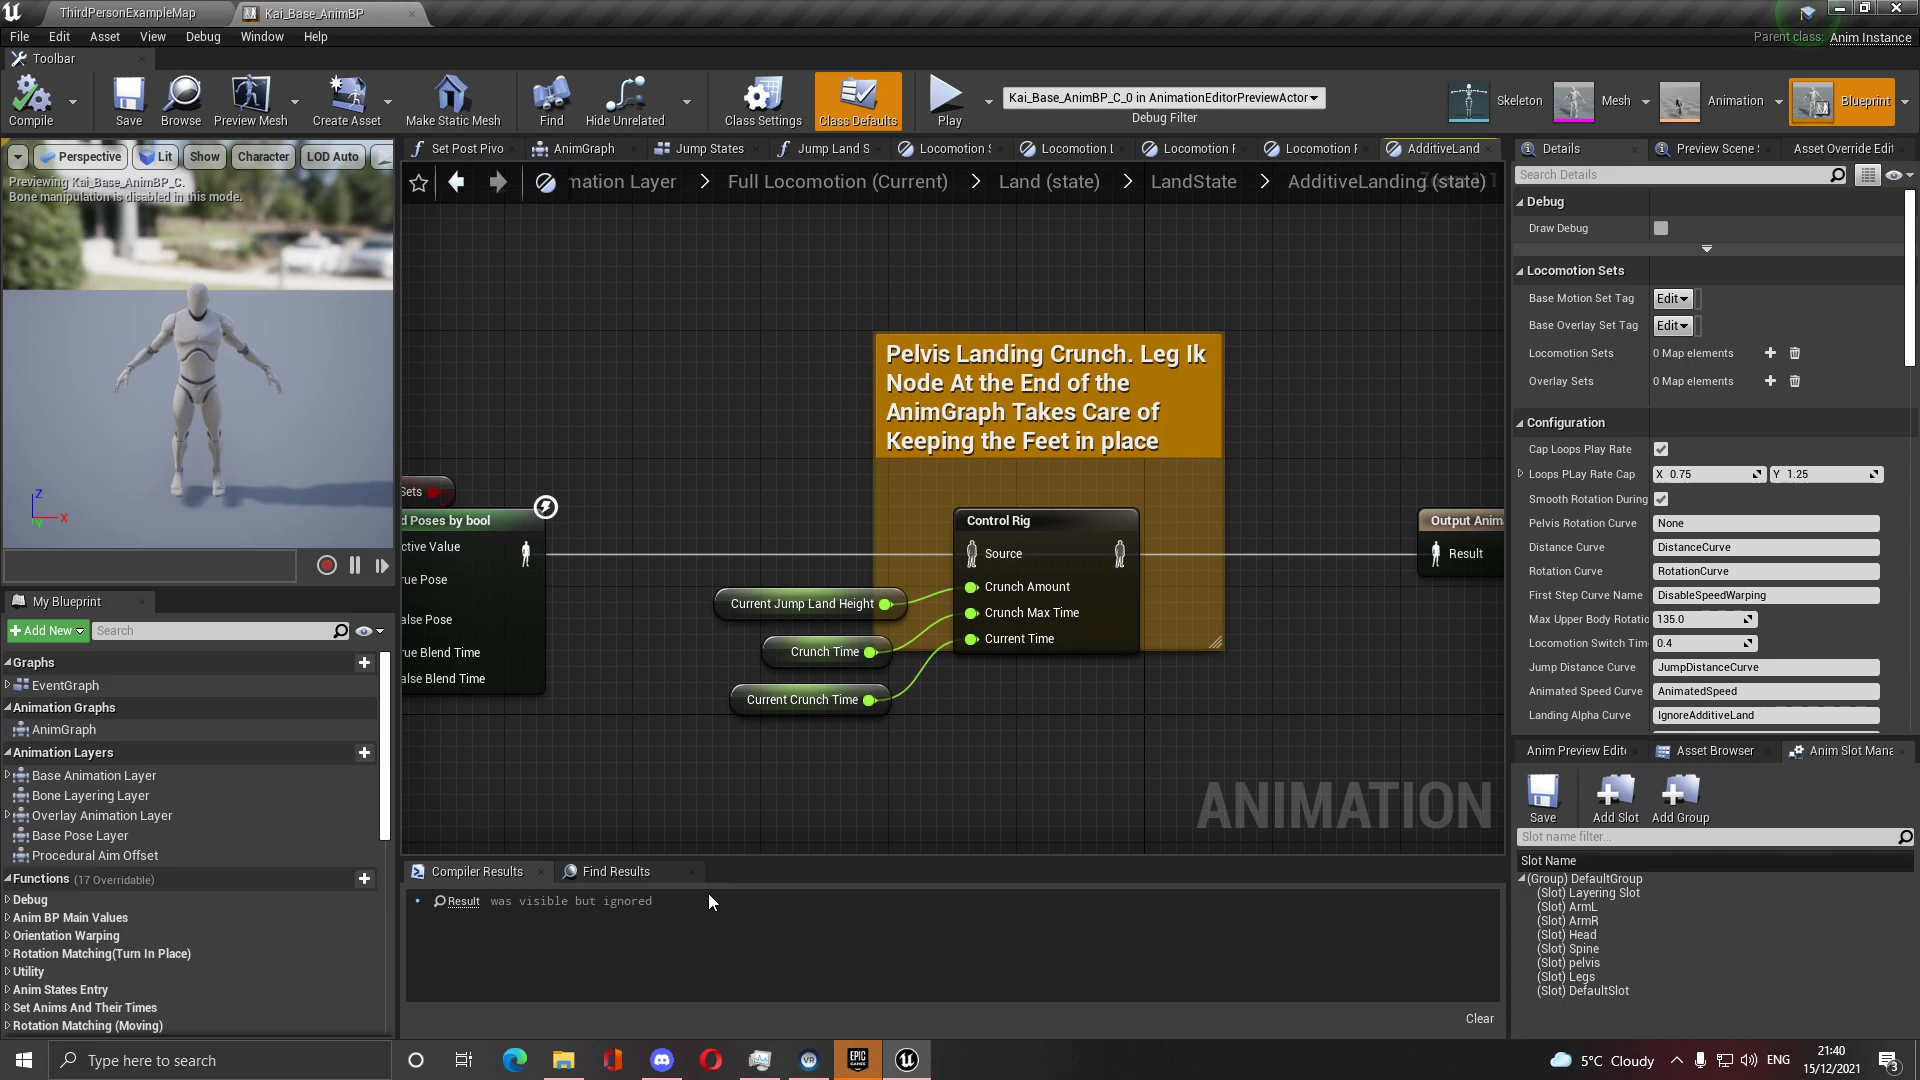 ThirdPersonExampleMap
Kai_Base_AnimBP
File Edit Asset View Debug Window Help
Parent class: Anim Instance
Toolbar
Compile
Save
Browse
Preview Mesh
Create Asset
Make Static Mesh
Find
Hide Unrelated
Class Settings
Class Defaults
Play
Kai_Base_AnimBP_C_0 in AnimationEditorPreviewActor
Debug Filter
Skeleton
Mesh
Animation
Blueprint
Perspective
Lit
Show
Character
LOD Auto
Previewing Kai_Base_AnimBP_C.
Bone manipulation is disabled in this mode.
Z
X
Y
Set Post Pivo
AnimGraph
Jump States
Jump Land S
Locomotion S
Locomotion L
Locomotion F
Locomotion F
AdditiveLand
mation Layer > Full Locomotion (Current) > Land (state) > LandState > AdditiveLanding (state)
Pelvis Landing Crunch. Leg Ik
Node At the End of the
AnimGraph Takes Care of
Keeping the Feet in place
Sets
d Poses by bool
ctive Value
rue Pose
alse Pose
rue Blend Time
alse Blend Time
Current Jump Land Height
Crunch Time
Current Crunch Time
Control Rig
Source
Crunch Amount
Crunch Max Time
Current Time
Output Anim
Result
ANIMATION
My Blueprint
Add New
Search
Graphs
EventGraph
Animation Graphs
AnimGraph
Animation Layers
Base Animation Layer
Bone Layering Layer
Overlay Animation Layer
Base Pose Layer
Procedural Aim Offset
Functions (17 Overridable)
Debug
Anim BP Main Values
Orientation Warping
Rotation Matching(Turn In Place)
Utility
Anim States Entry
Set Anims And Their Times
Rotation Matching (Moving)
Compiler Results
Find Results
Result was visible but ignored
Clear
Details
Preview Scene
Asset Override Edit
Search Details
Debug
Draw Debug
Locomotion Sets
Base Motion Set Tag Edit
Base Overlay Set Tag Edit
Locomotion Sets 0 Map elements
Overlay Sets 0 Map elements
Configuration
Cap Loops Play Rate
Loops PLay Rate Cap X 0.75 Y 1.25
Smooth Rotation During
Pelvis Rotation Curve None
Distance Curve DistanceCurve
Rotation Curve RotationCurve
First Step Curve Name DisableSpeedWarping
Max Upper Body Rotatio 135.0
Locomotion Switch Tim 0.4
Jump Distance Curve JumpDistanceCurve
Animated Speed Curve AnimatedSpeed
Landing Alpha Curve IgnoreAdditiveLand
Anim Preview Edit
Asset Browser
Anim Slot Mana
Save
Add Slot
Add Group
Slot name filter...
Slot Name
(Group) DefaultGroup
(Slot) Layering Slot
(Slot) ArmL
(Slot) ArmR
(Slot) Head
(Slot) Spine
(Slot) pelvis
(Slot) Legs
(Slot) DefaultSlot
Type here to search
VR
EPIC GAMES
5°C Cloudy
ENG
21:40
15/12/2021
3